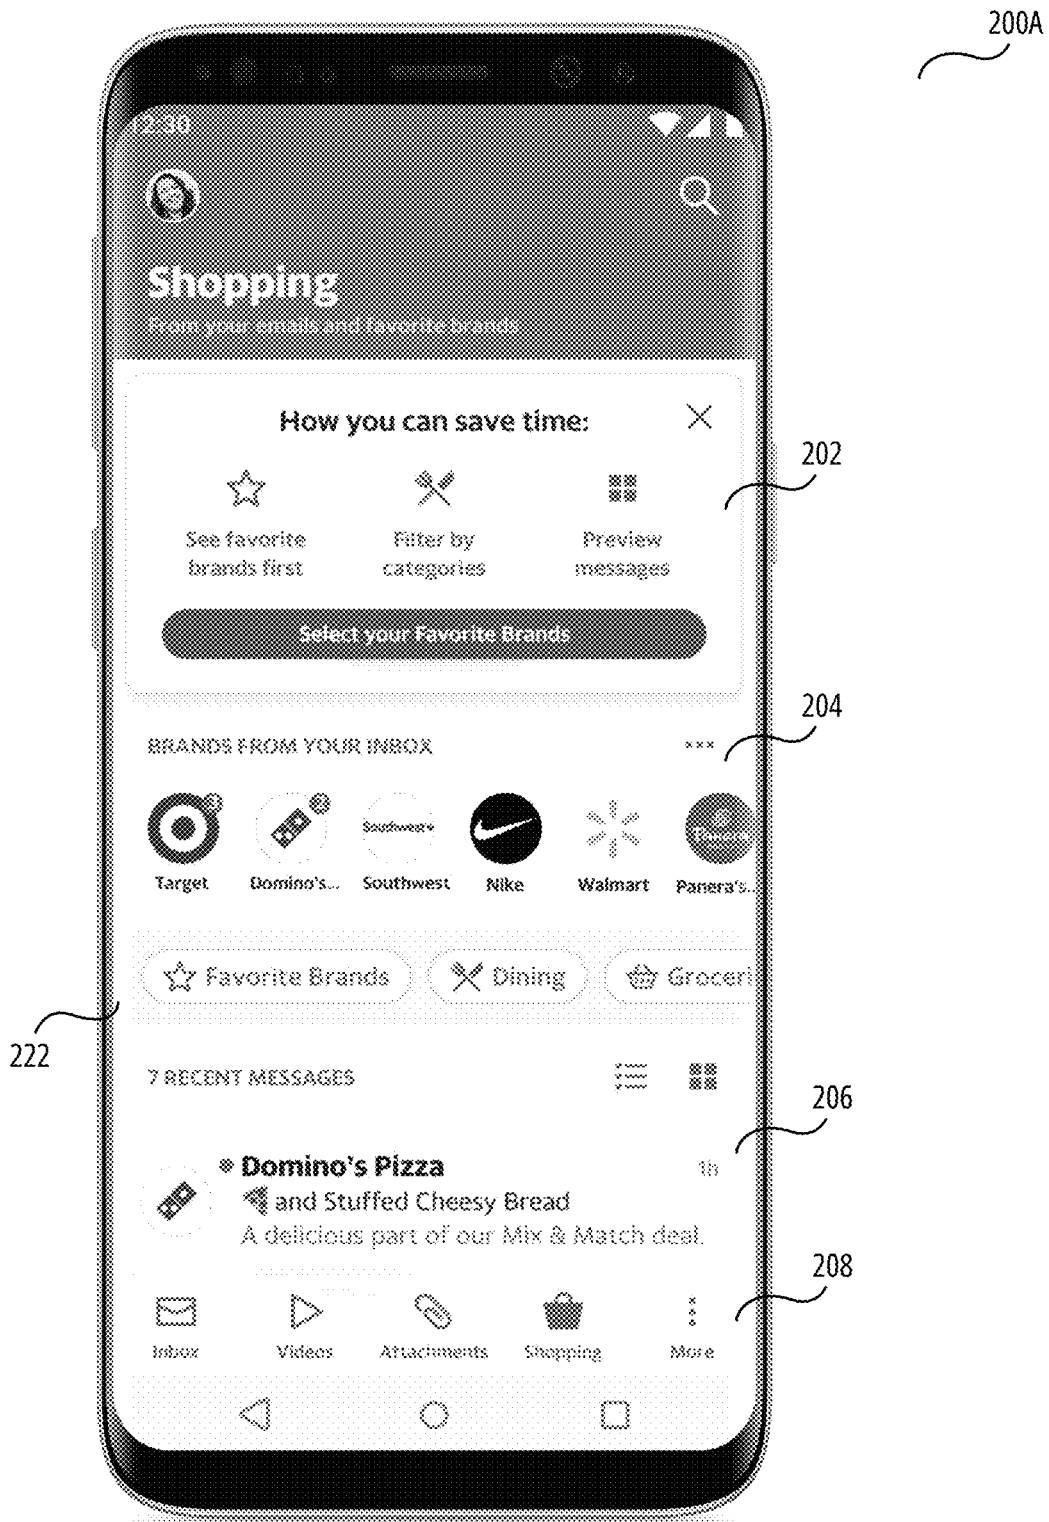 200A
12:30
Shopping
From your emails and favorite brands
How you can save time:
202
See favorite
brands first
Filter by
categories
Preview
messages
Select your Favorite Brands
204
BRANDS FROM YOUR INBOX
Southwest
Target
Domino's...
Southwest
Nike
Walmart
Panera's...
Favorite Brands
Dining
Groceri
222
7 RECENT MESSAGES
206
Domino's Pizza
1h
and Stuffed Cheesy Bread
A delicious part of our Mix & Match deal.
208
Inbox
Videos
Attachments
Shopping
More